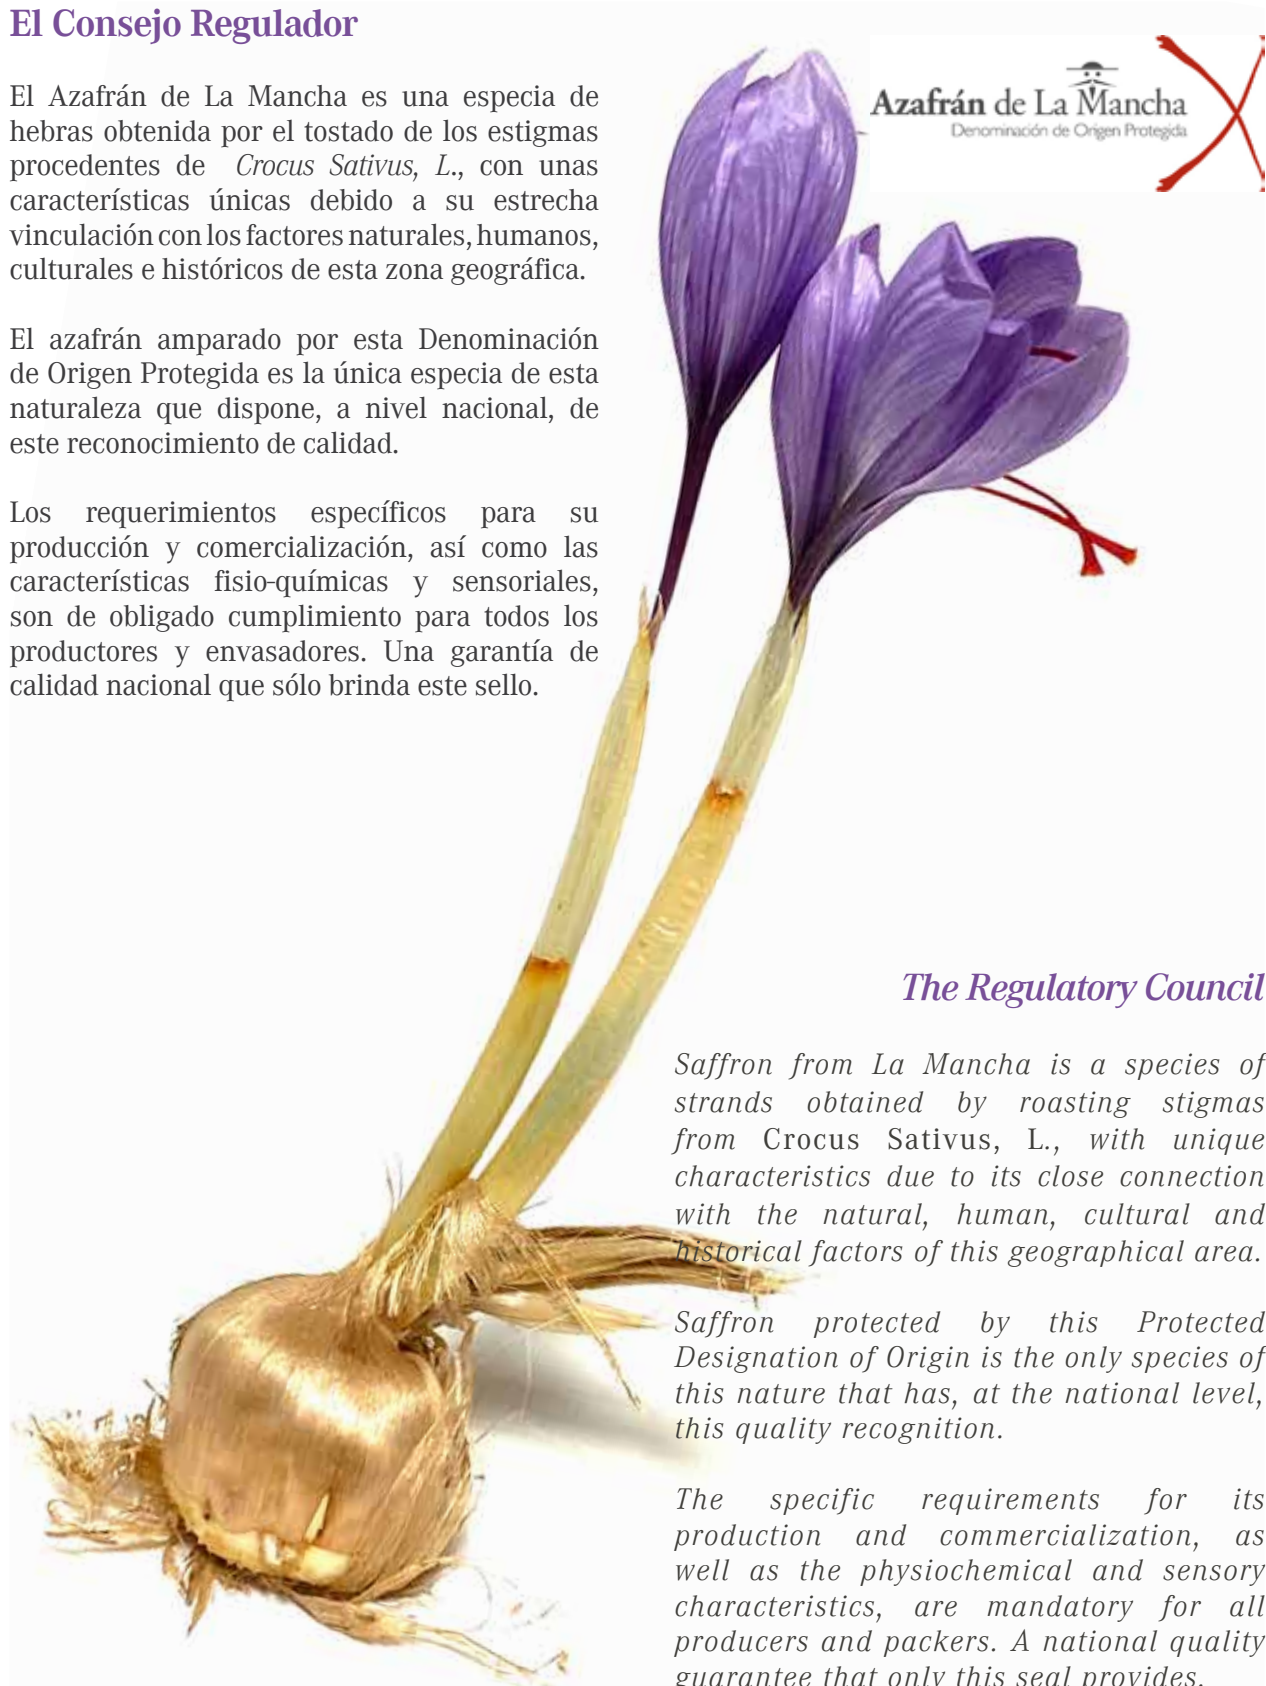 El Consejo Regulador
El Azafrán de La Mancha es una especia de
hebras obtenida por el tostado de los estigmas
procedentes de Crocus Sativus, L., con unas
características únicas debido a su estrecha
vinculación con los factores naturales, humanos,
culturales e históricos de esta zona geográfica.
El azafrán amparado por esta Denominación
de Origen Protegida es la única especia de esta
naturaleza que dispone, a nivel nacional, de
este reconocimiento de calidad.
Los requerimientos específicos para su
producción y comercialización, así como las
características fisio-químicas y sensoriales,
son de obligado cumplimiento para todos los
productores y envasadores. Una garantía de
calidad nacional que sólo brinda este sello.
Azafrán de La Mancha
Denominación de Origen Protegida
The Regulatory Council
Saffron from La Mancha is a species of
strands obtained by roasting stigmas
from Crocus Sativus, L., with unique
characteristics due to its close connection
with the natural, human, cultural and
historical factors of this geographical area.
Saffron protected by this Protected
Designation of Origin is the only species of
this nature that has, at the national level,
this quality recognition.
The specific requirements for its
production and commercialization, as
well as the physiochemical and sensory
characteristics, are mandatory for all
producers and packers. A national quality
guarantee that only this seal provides.